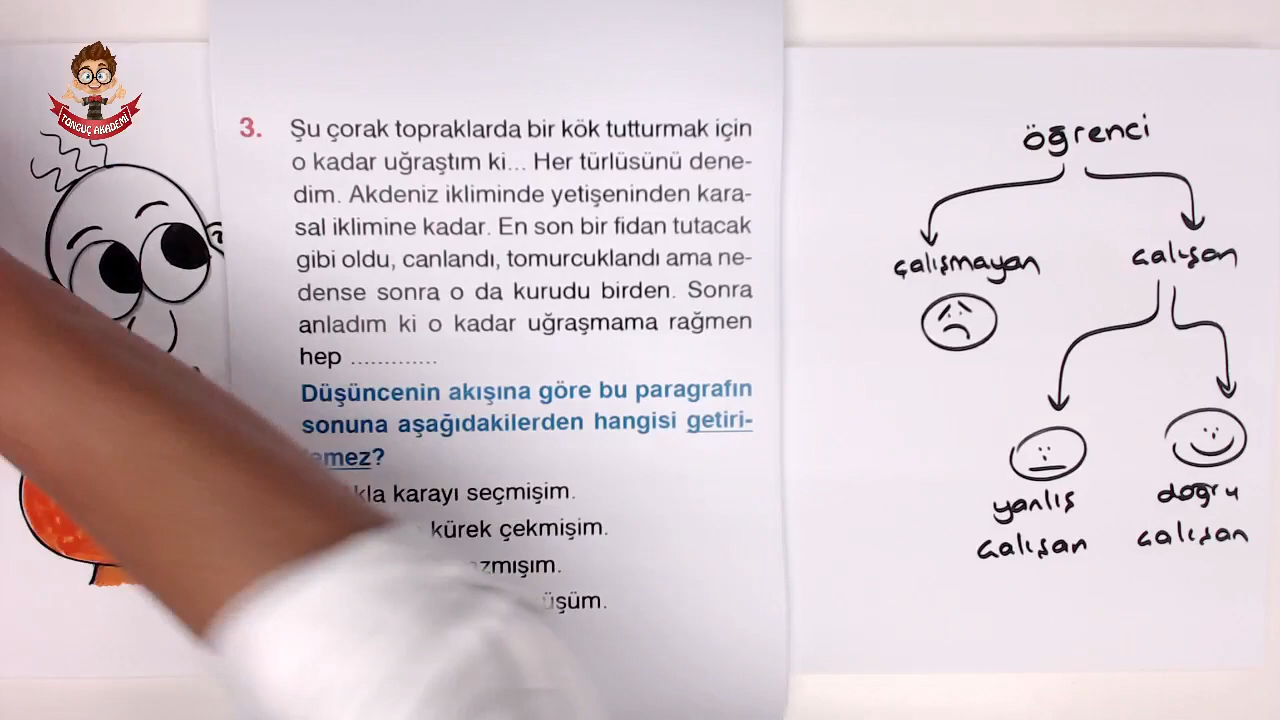 TONGUÇ AKADEMİ
3. Şu çorak topraklarda bir kök tutturmak için
o kadar uğraştım ki... Her türlüsünü dene-
dim. Akdeniz ikliminde yetişeninden kara-
sal iklimine kadar. En son bir fidan tutacak
gibi oldu, canlandı, tomurcuklandı ama ne-
dense sonra o da kurudu birden. Sonra
anladım ki o kadar uğraşmama rağmen
hep .............
Düşüncenin akışına göre bu paragrafın
sonuna aşağıdakilerden hangisi getiri-
lemez?
karayı seçmişim.
kürek çekmişim.
öğrenci
çalışmayan
çalışan
yanlış
çalışan
doğru
çalışan